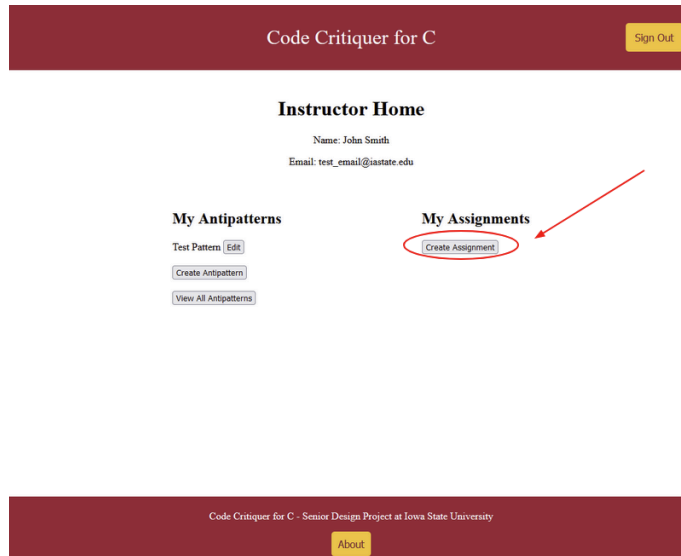 Code Critiquer for C
Sign Out
Instructor Home
Name: John Smith
Email: test_email@iastate.edu
My Antipatterns
Test Pattern Edit
Create Antipattern
View All Antipatterns
My Assignments
Create Assignment
Code Critiquer for C - Senior Design Project at Iowa State University
About